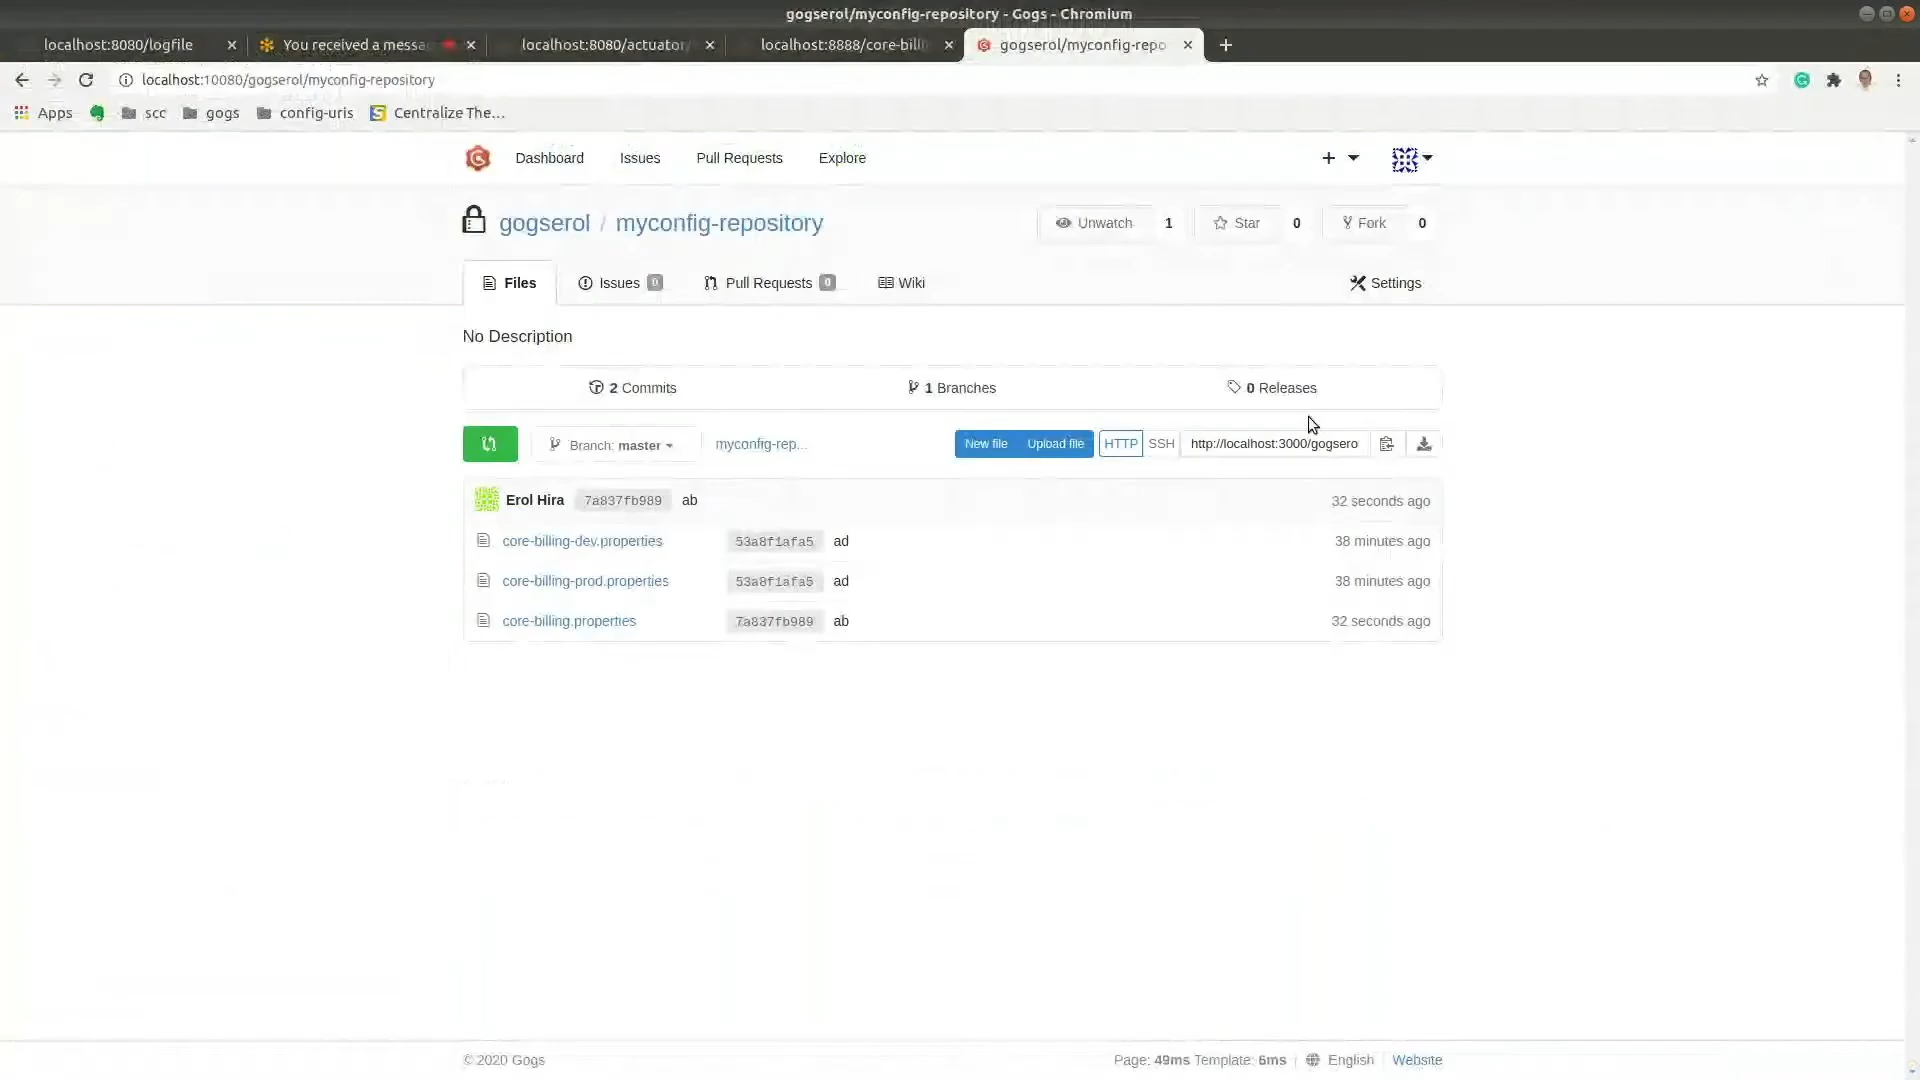 gogserol/myconfig-repository - Gogs - Chromium
localhost:8080/logfile
You received a messa
localhost:8080/actuator/
localhost:8888/core-billi
gogserol/myconfig-repo
localhost:10080/gogserol/myconfig-repository
Apps
scc
gogs
config-uris
Centralize The...
Dashboard
Issues
Pull Requests
Explore
gogserol / myconfig-repository
Unwatch 1
Star 0
Fork 0
Files
Issues 0
Pull Requests 0
Wiki
Settings
No Description
2 Commits
1 Branches
0 Releases
Branch: master
myconfig-rep...
New file
Upload file
HTTP
SSH
http://localhost:3000/gogsero
Erol Hira 7a837fb989 ab 32 seconds ago
core-billing-dev.properties 53a8f1afa5 ad 38 minutes ago
core-billing-prod.properties 53a8f1afa5 ad 38 minutes ago
core-billing.properties 7a837fb989 ab 32 seconds ago
© 2020 Gogs
Page: 49ms Template: 6ms
English
Website